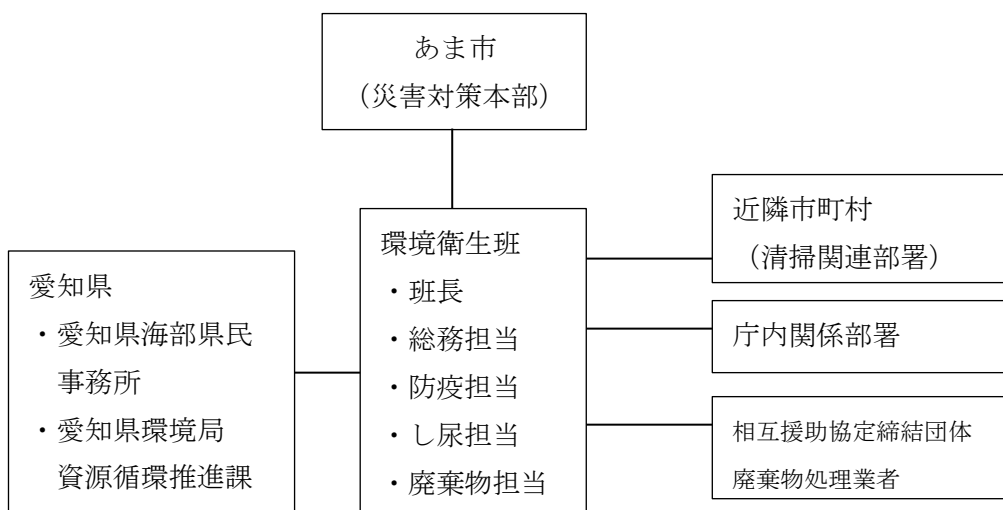 あま市
（災害対策本部）
愛知県
・愛知県海部県民
事務所
・愛知県環境局
資源循環推進課
環境衛生班
・班長
・総務担当
・防疫担当
・し尿担当
・廃棄物担当
近隣市町村
（清掃関連部署）
庁内関係部署
相互援助協定締結団体
廃棄物処理業者